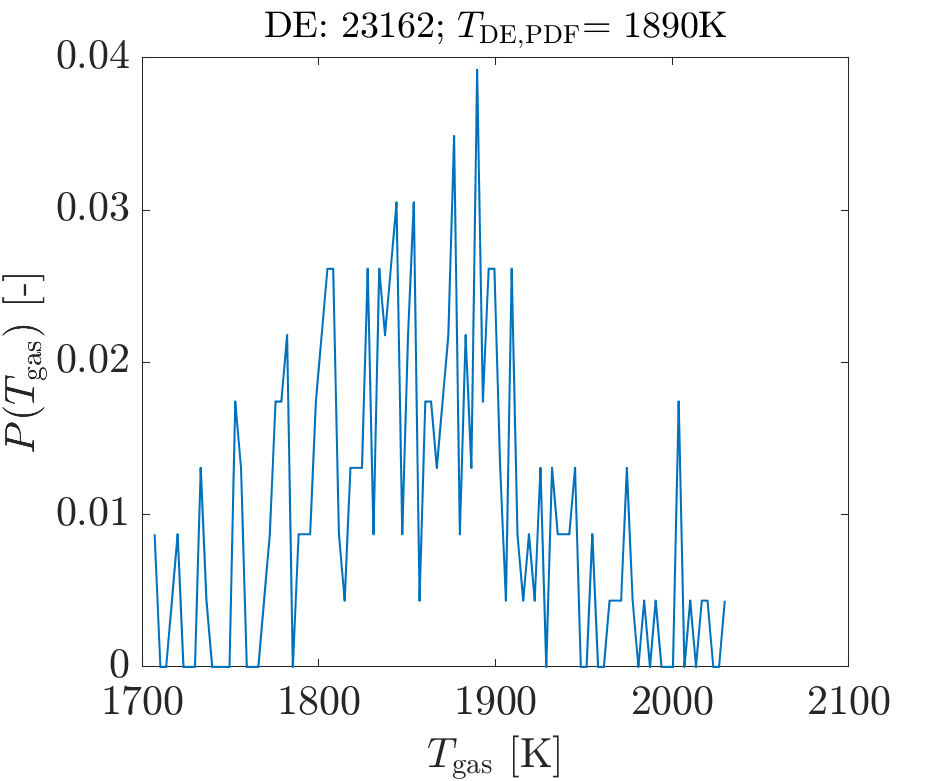 DE: 23162; T_DE,PDF= 1890K
0.04
0.03
0.02
0.01
0
P(T_gas) [-]
1700 1800 1900 2000 2100
T_gas [K]